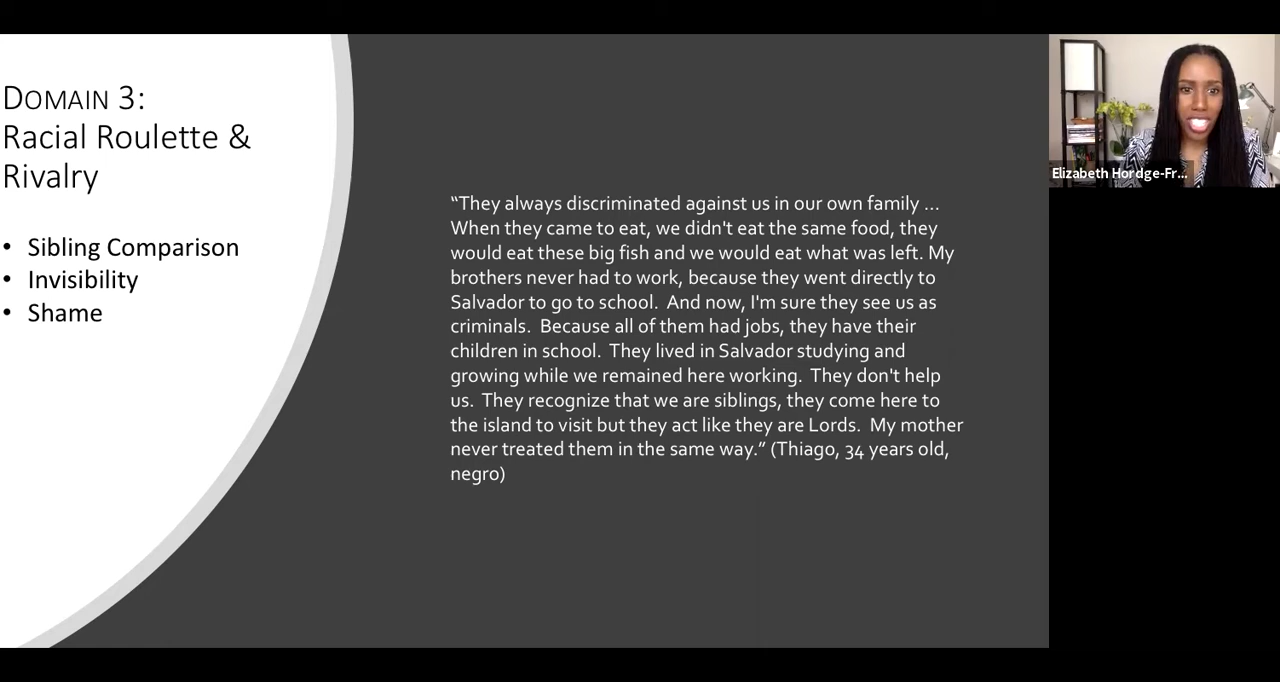 DOMAIN 3:
Racial Roulette &
Rivalry
• Sibling Comparison
• Invisibility
• Shame
“They always discriminated against us in our own family ...
When they came to eat, we didn't eat the same food, they
would eat these big fish and we would eat what was left. My
brothers never had to work, because they went directly to
Salvador to go to school.  And now, I'm sure they see us as
criminals.  Because all of them had jobs, they have their
children in school.  They lived in Salvador studying and
growing while we remained here working.  They don't help
us.  They recognize that we are siblings, they come here to
the island to visit but they act like they are Lords.  My mother
never treated them in the same way.” (Thiago, 34 years old,
negro)
Elizabeth Hordge-Fr...